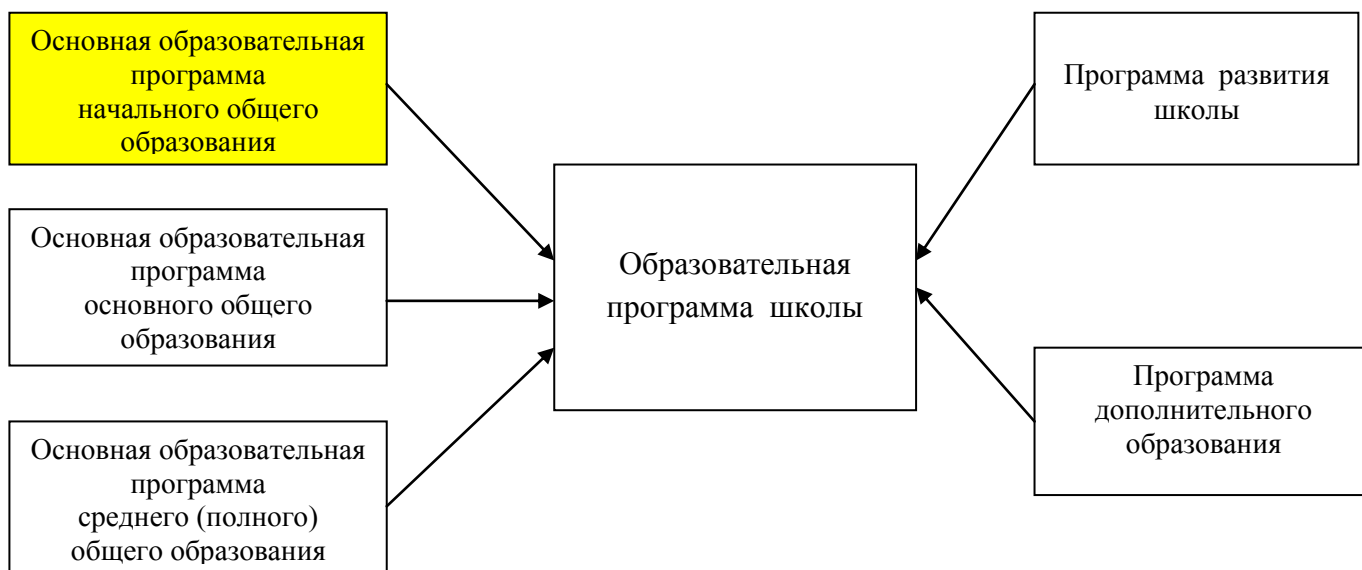 Основная образовательная
программа
начального общего
образования
Основная образовательная
программа
основного общего
образования
Основная образовательная
программа
среднего (полного)
общего образования
Образовательная
программа школы
Программа развития
школы
Программа
дополнительного
образования